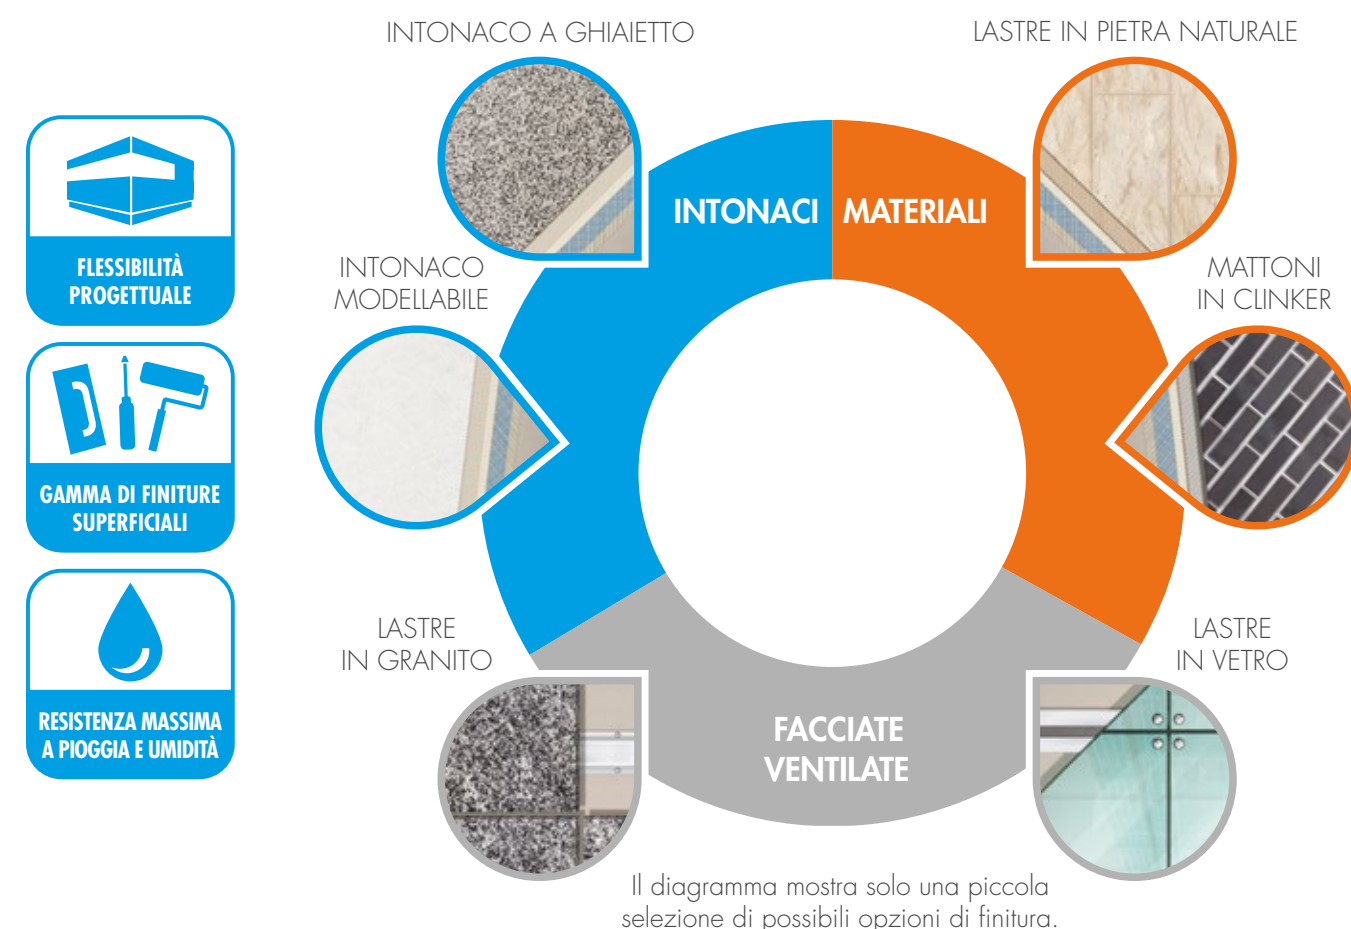 FLESSIBILITÀ
PROGETTUALE
GAMMA DI FINITURE
SUPERFICIALI
RESISTENZA MASSIMA
A PIOGGIA E UMIDITÀ
INTONACO A GHIAIETTO
LASTRE IN PIETRA NATURALE
INTONACI
MATERIALI
INTONACO
MODELLABILE
MATTONI
IN CLINKER
LASTRE
IN GRANITO
LASTRE
IN VETRO
FACCIATE
VENTILATE
Il diagramma mostra solo una piccola
selezione di possibili opzioni di finitura.